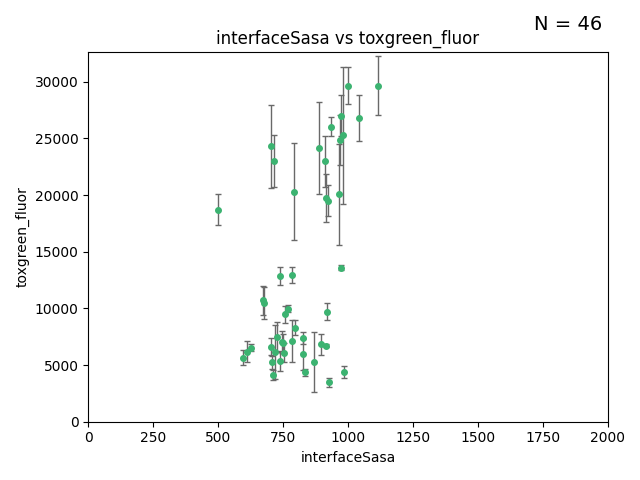 N = 46
interfaceSasa vs toxgreen_fluor
30000
25000
20000
15000
10000
5000
0
toxgreen_fluor
0 250 500 750 1000 1250 1500 1750 2000
interfaceSasa